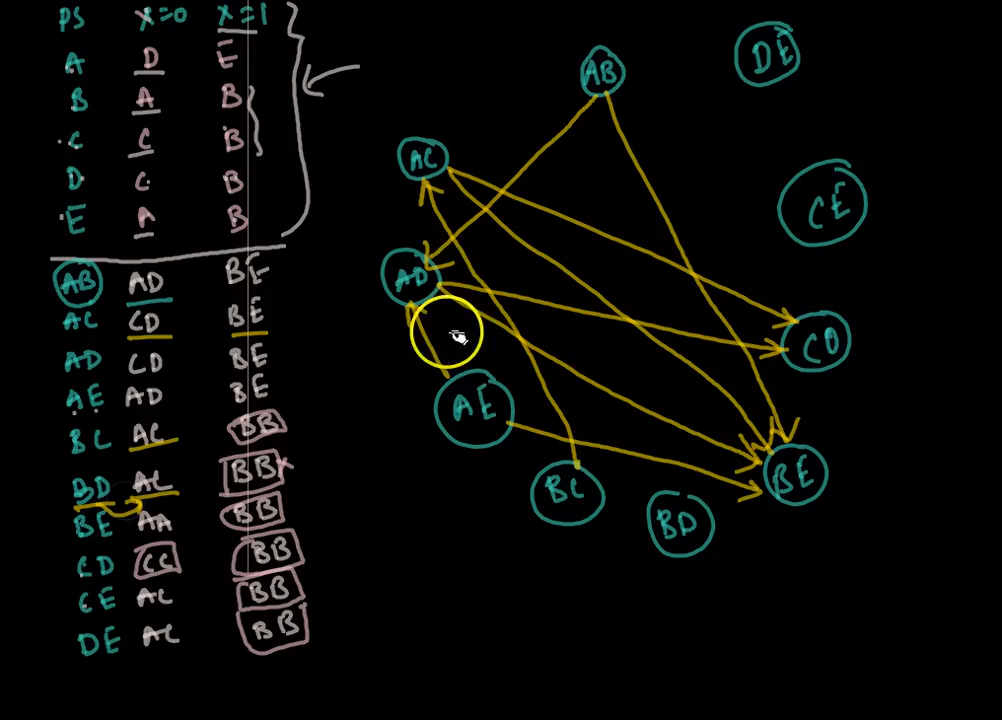 PS X=0 X=1
A D E
B A B
C C B
D C B
E A B
AB AD BE
AC CD BE
AD CD BE
AE AD BE
BC AC BB
BD AC BB
BE AA BB
CD CC BB
CE AC BB
DE AC BB
DE
AB
AC
CE
AD
CD
AE
BE
BC
BD